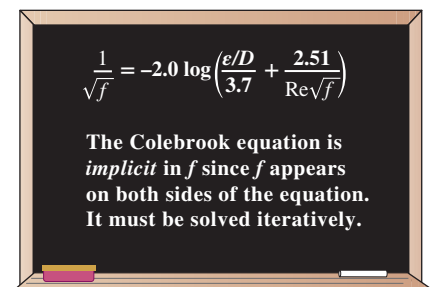 1/√f = –2.0 log(ε/D/3.7 + 2.51/Re√f)
The Colebrook equation is
implicit in f since f appears
on both sides of the equation.
It must be solved iteratively.